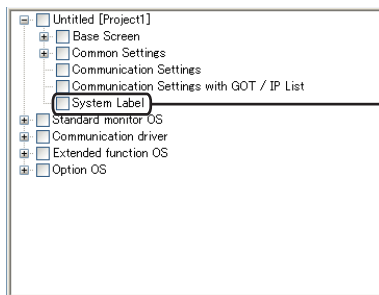 Untitled [Project1]
Base Screen
Common Settings
Communication Settings
Communication Settings with GOT / IP List
System Label
Standard monitor OS
Communication driver
Extended function OS
Option OS